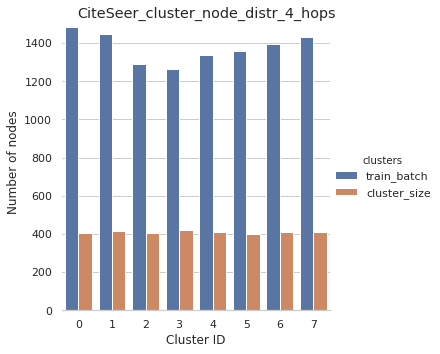 CiteSeer_cluster_node_distr_4_hops
1400
1200
1000
800
600
400
200
0
Number of nodes
0 1 2 3 4 5 6 7
Cluster ID
clusters
train_batch
cluster_size